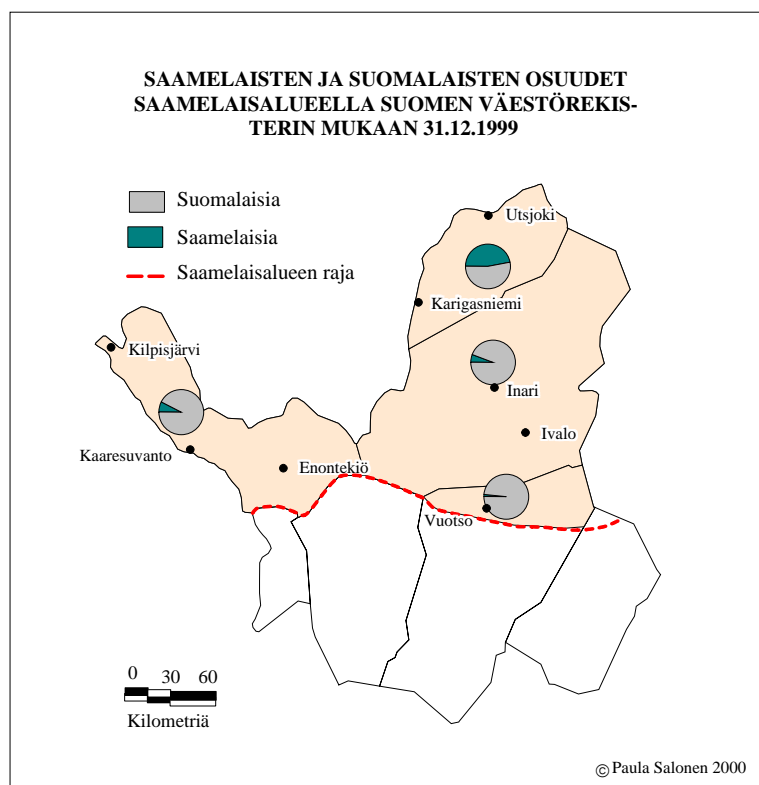 SAAMELAISTEN JA SUOMALAISTEN OSUUDET
SAAMELAISALUEELLA SUOMEN VÄESTÖREKIS-
TERIN MUKAAN 31.12.1999
Suomalaisia
Saamelaisia
Saamelaisalueen raja
Utsjoki
Karigasniemi
Kilpisjärvi
Inari
Ivalo
Kaaresuvanto
Enontekiö
Vuotso
0 30 60
Kilometriä
© Paula Salonen 2000